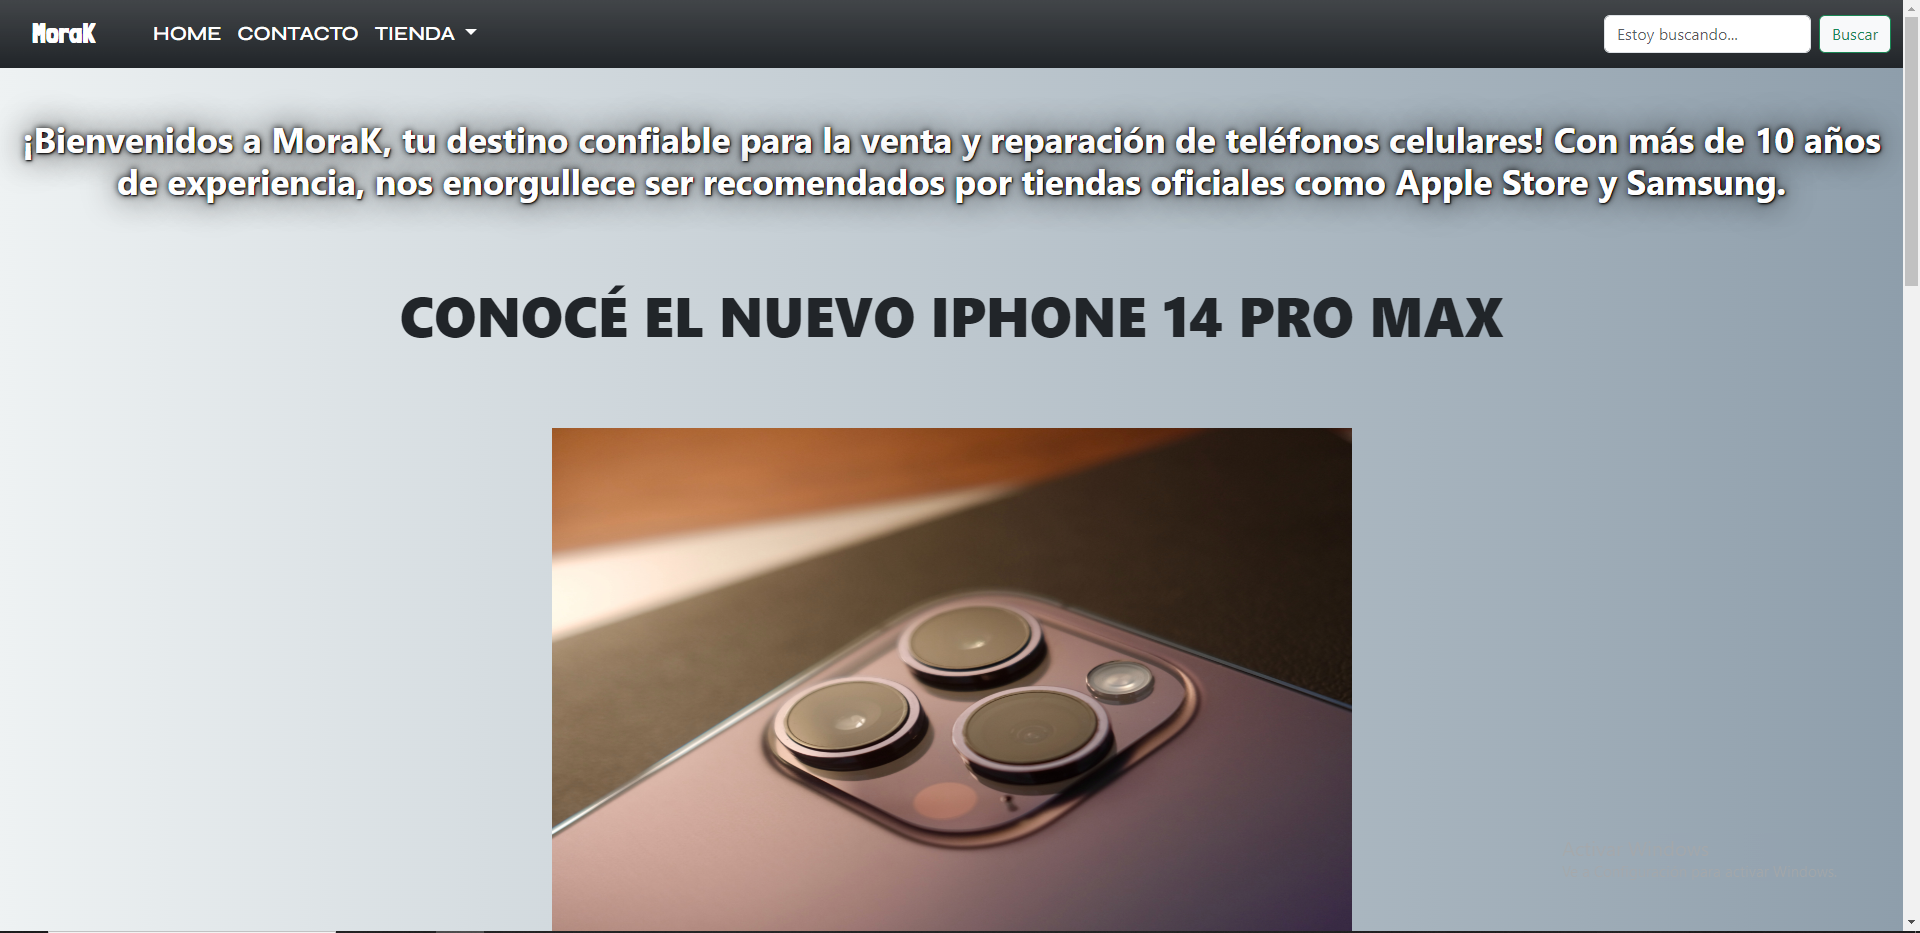 MoraK
HOME CONTACTO TIENDA
Estoy buscando...
Buscar
¡Bienvenidos a MoraK, tu destino confiable para la venta y reparación de teléfonos celulares! Con más de 10 años
de experiencia, nos enorgullece ser recomendados por tiendas oficiales como Apple Store y Samsung.
CONOCÉ EL NUEVO IPHONE 14 PRO MAX
Windows.